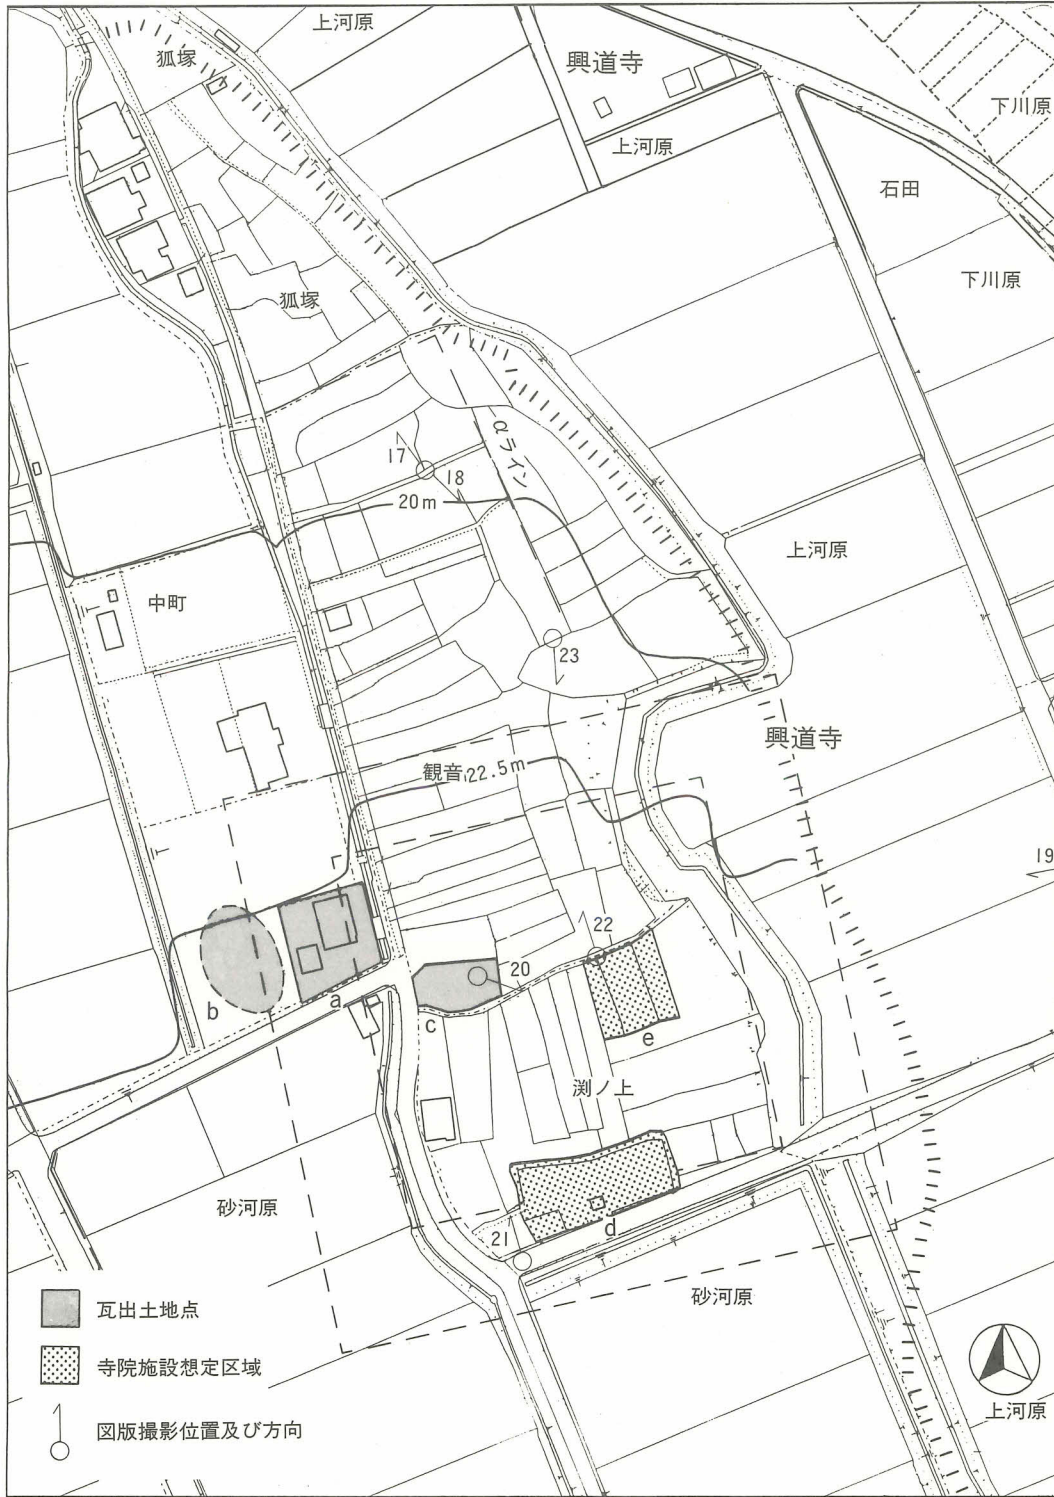 上河原
狐塚
興道寺
下川原
上河原
石田
下川原
狐塚
αライン
17
18
20m
上河原
中町
23
興道寺
観音
22.5m
19
22
20
b
a
c
e
渕ノ上
砂河原
21
d
砂河原
瓦出土地点
寺院施設想定区域
図版撮影位置及び方向
上河原